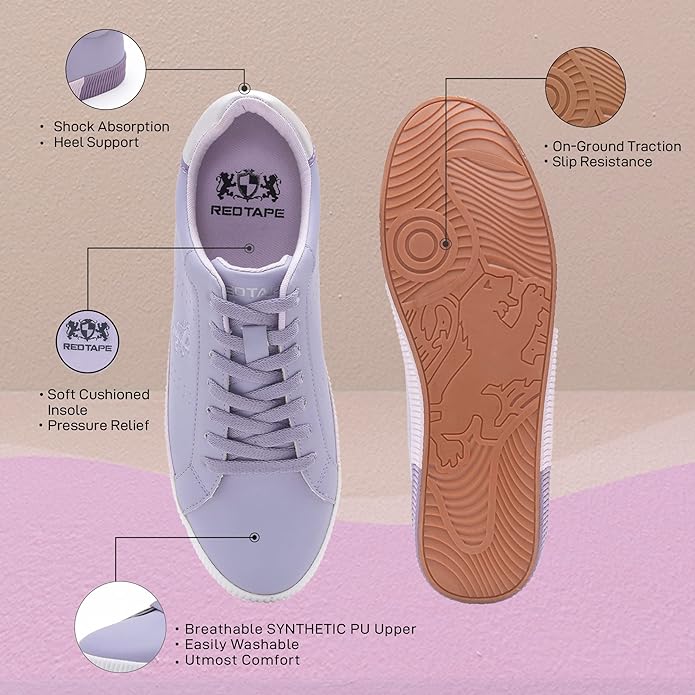 • Shock Absorption
• Heel Support
• On-Ground Traction
• Slip Resistance
REDTAPE
REDTAPE
REDTAPE
• Soft Cushioned
Insole
• Pressure Relief
• Breathable SYNTHETIC PU Upper
• Easily Washable
• Utmost Comfort